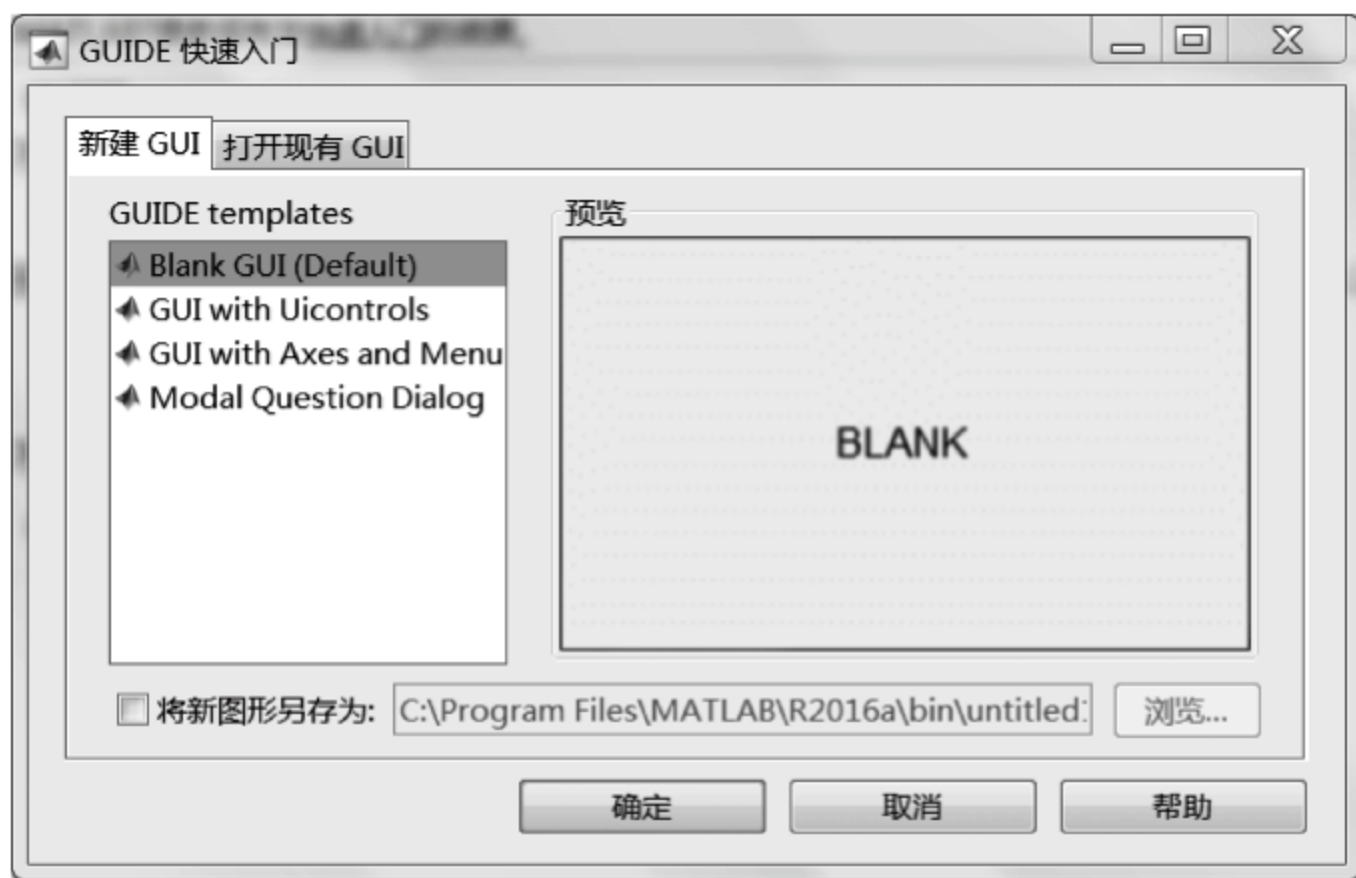 GUIDE 快速入门
新建 GUI
打开现有 GUI
GUIDE templates
Blank GUI (Default)
GUI with Uicontrols
GUI with Axes and Menu
Modal Question Dialog
预览
BLANK
将新图形另存为:
C:\Program Files\MATLAB\R2016a\bin\untitled
浏览...
确定
取消
帮助